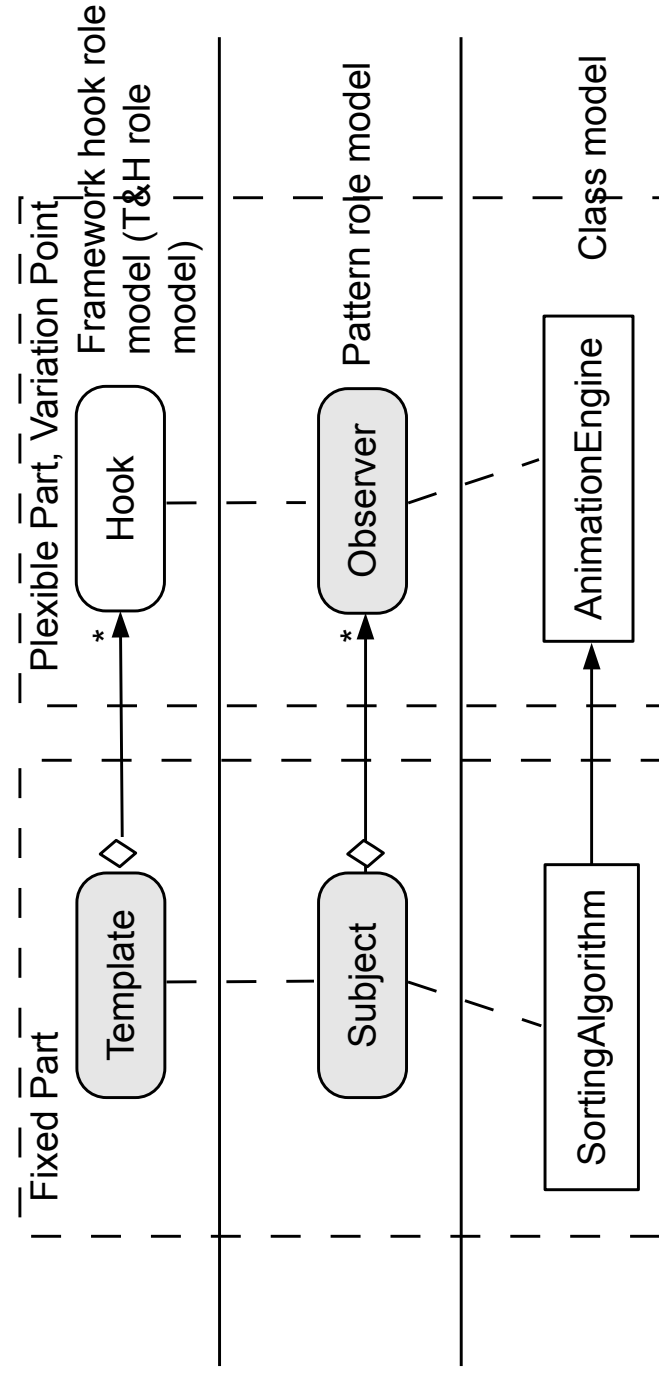 Fixed Part
Plexible Part, Variation Point
Template
*
Hook
Framework hook role
model (T&H role
model)
Subject
*
Observer
Pattern role model
SortingAlgorithm
AnimationEngine
Class model